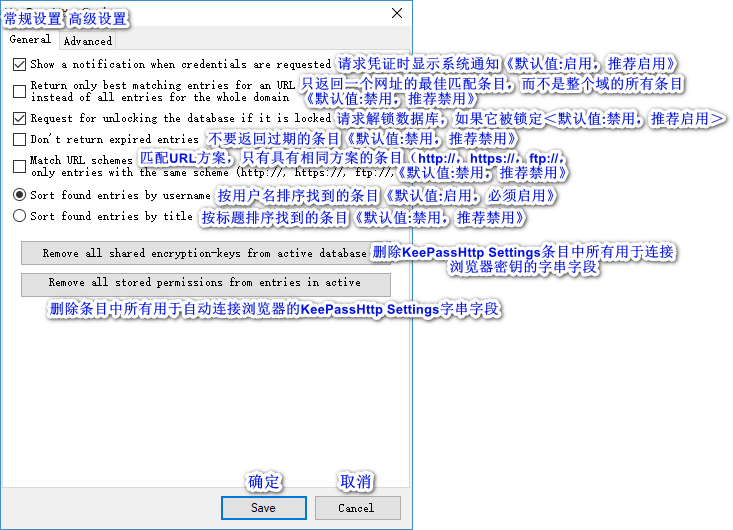 常规设置 高级设置
General Advanced
Show a notification when credentials are requested 请求凭证时显示系统通知《默认值:启用，推荐启用》
Return only best matching entries for an URL 只返回一个网址的最佳匹配条目，而不是整个域的所有条目
instead of all entries for the whole domain 《默认值:禁用，推荐禁用》
Request for unlocking the database if it is locked 请求解锁数据库，如果它被锁定＜默认值:禁用，推荐启用＞
Don't return expired entries 不要返回过期的条目《默认值:禁用，推荐禁用》
Match URL schemes 匹配URL方案，只有具有相同方案的条目（http://，https://，ftp://，
only entries with the same scheme (http://, https://, ftp://, 《默认值:禁用，推荐禁用》
Sort found entries by username 按用户名排序找到的条目《默认值:启用，必须启用》
Sort found entries by title 按标题排序找到的条目《默认值:禁用，推荐禁用》
Remove all shared encryption-keys from active database 删除KeePassHttp Settings条目中所有用于连接
浏览器密钥的字串字段
Remove all stored permissions from entries in active
删除条目中所有用于自动连接浏览器的KeePassHttp Settings字串字段
确定 取消
Save Cancel